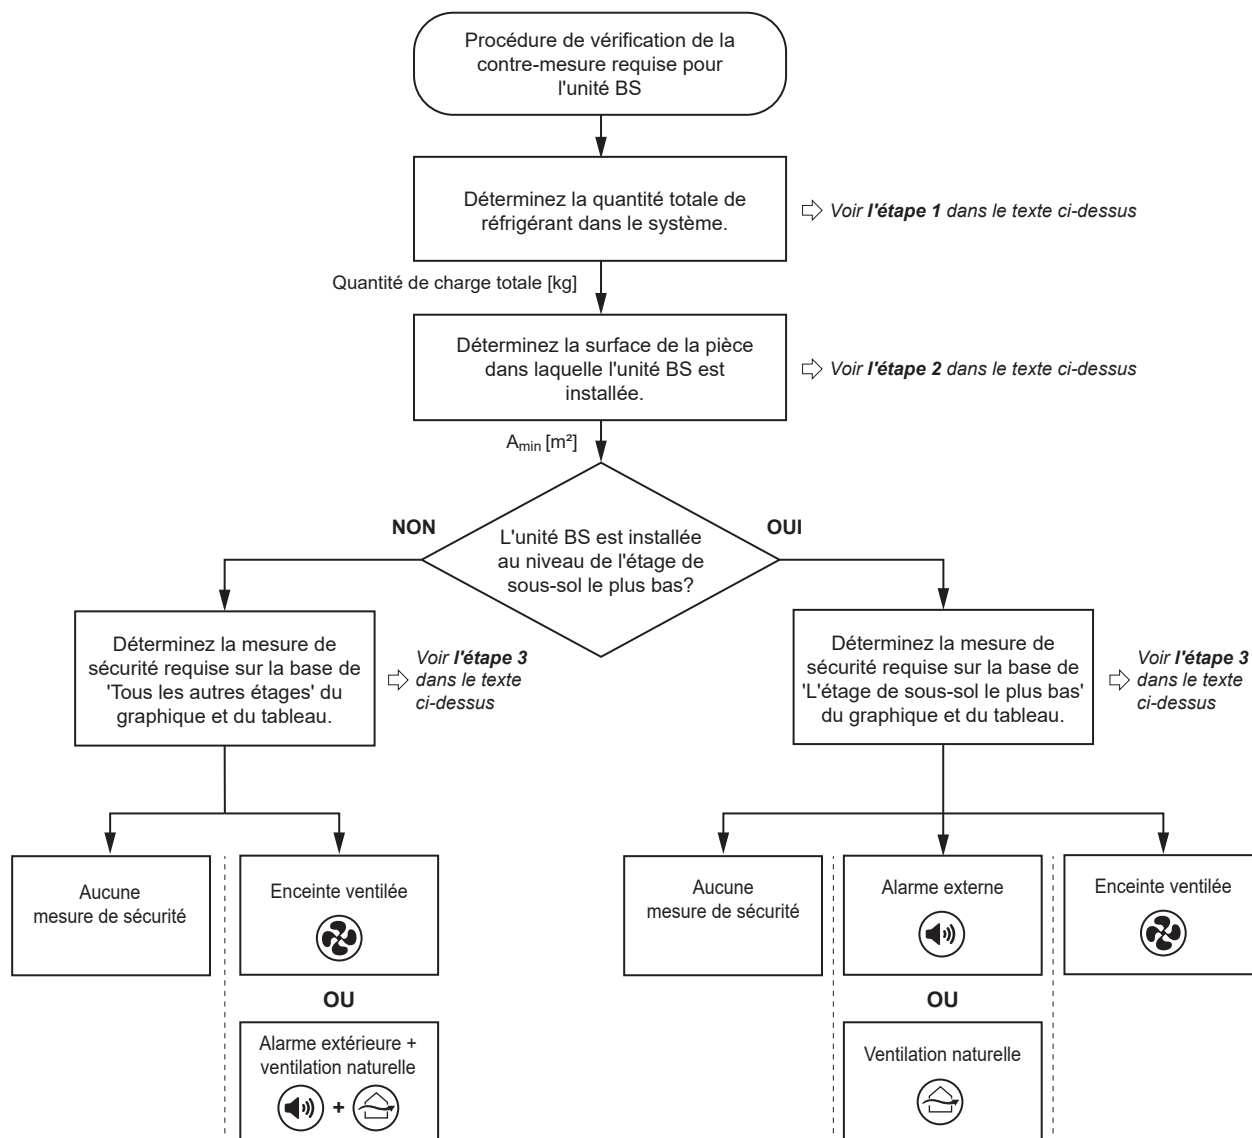 Procédure de vérification de la
contre-mesure requise pour
l'unité BS
Déterminez la quantité totale de
réfrigérant dans le système.
Voir l'étape 1 dans le texte ci-dessus
Quantité de charge totale [kg]
Déterminez la surface de la pièce
dans laquelle l'unité BS est
installée.
Voir l'étape 2 dans le texte ci-dessus
Amin [m²]
NON
OUI
L'unité BS est installée
au niveau de l'étage de
sous-sol le plus bas?
Déterminez la mesure de
sécurité requise sur la base de
'Tous les autres étages' du
graphique et du tableau.
Voir l'étape 3
dans le texte
ci-dessus
Déterminez la mesure de
sécurité requise sur la base de
'L'étage de sous-sol le plus bas'
du graphique et du tableau.
Voir l'étape 3
dans le texte
ci-dessus
Aucune
mesure de sécurité
Enceinte ventilée
OU
Alarme extérieure +
ventilation naturelle
+
Aucune
mesure de sécurité
Alarme externe
OU
Ventilation naturelle
Enceinte ventilée